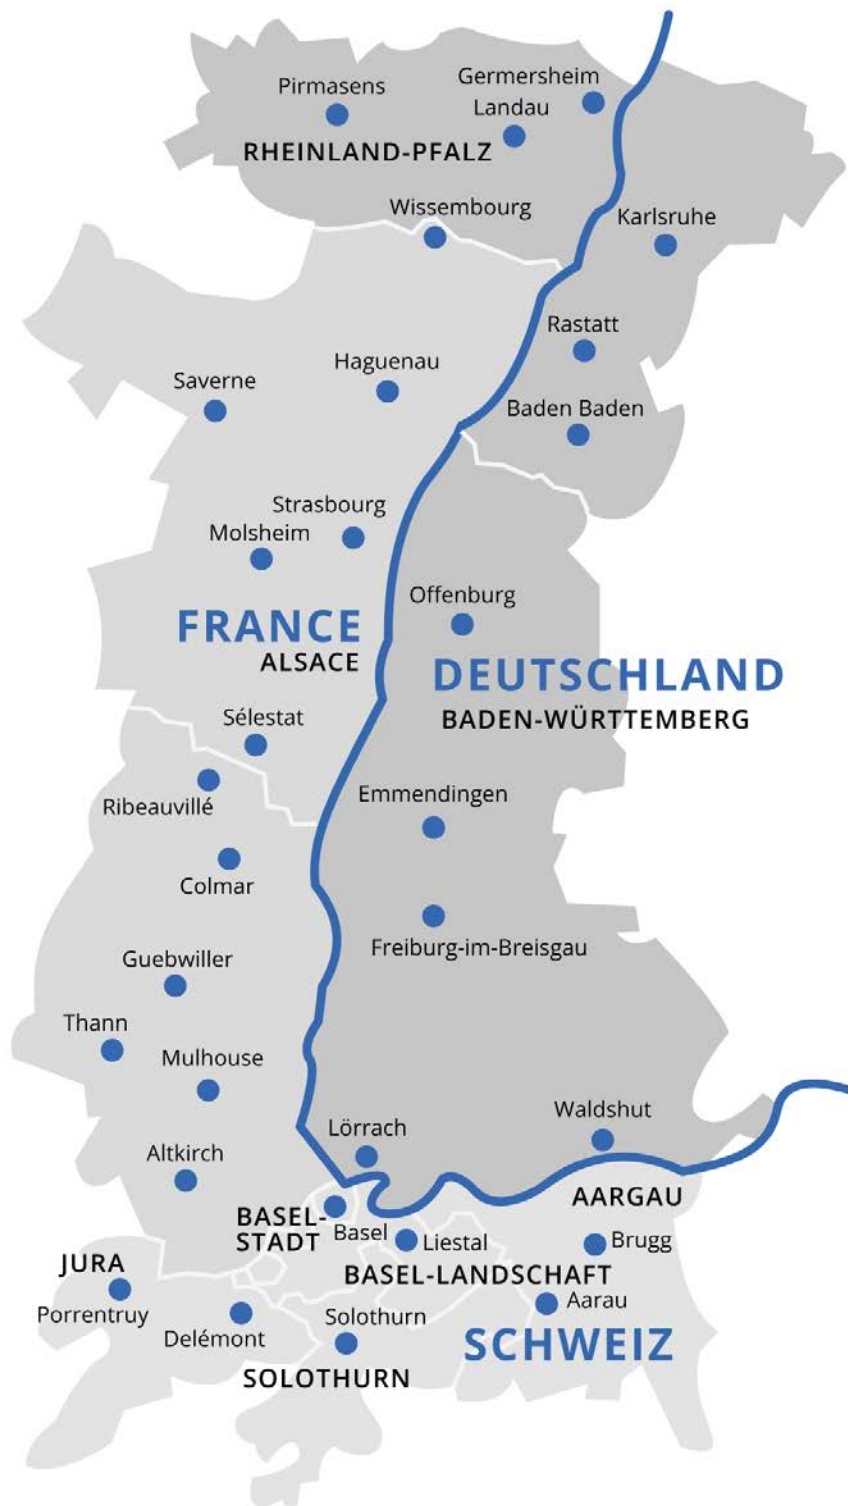 Pirmasens
Germersheim
Landau
RHEINLAND-PFALZ
Wissembourg
Karlsruhe
Rastatt
Haguenau
Saverne
Baden Baden
Strasbourg
Molsheim
Offenburg
FRANCE
ALSACE
DEUTSCHLAND
BADEN-WÜRTTEMBERG
Sélestat
Ribeauvillé
Emmendingen
Colmar
Freiburg-im-Breisgau
Guebwiller
Thann
Mulhouse
Waldshut
Lörrach
Altkirch
AARGAU
BASEL-
STADT
Basel
Liestal
Brugg
JURA
BASEL-LANDSCHAFT
Porrentruy
Aarau
Delémont
Solothurn
SCHWEIZ
SOLOTHURN